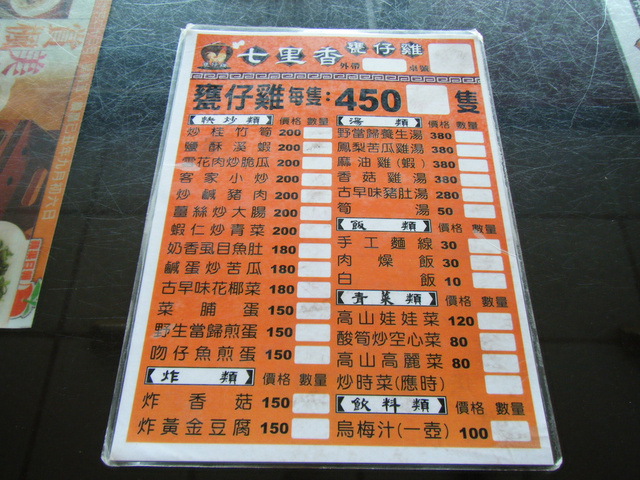 七里香 甕仔雞
外帶 桌號
甕仔雞 每隻：450 隻
【快炒類】 價格 數量
炒桂竹筍 200
鹽酥溪蝦 200
雪花肉炒脆瓜 200
客家小炒 200
炒鹹豬肉 200
薑絲炒大腸 200
蝦仁炒青菜 200
奶香虱目魚肚 180
鹹蛋炒苦瓜 180
古早味花椰菜 180
菜脯蛋 150
野生當歸煎蛋 150
吻仔魚煎蛋 150
【炸類】 價格 數量
炸香菇 150
炸黃金豆腐 150
【湯類】 價格 數量
野當歸養生湯 380
鳳梨苦瓜雞湯 380
麻油雞(蝦) 380
香菇雞湯 380
古早味豬肚湯 280
筍湯 50
【飯類】 價格 數量
手工麵線 30
肉燥飯 30
白飯 10
【青菜類】 價格 數量
高山娃娃菜 120
酸筍炒空心菜 80
高山高麗菜 80
炒時菜(應時)
【飲料類】 價格 數量
烏梅汁(一壺) 100